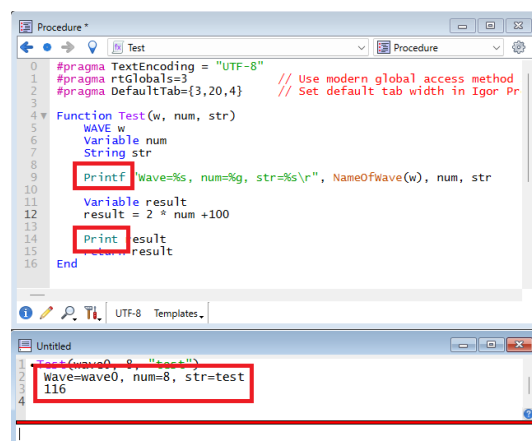 Procedure *
Test
Procedure
0 #pragma TextEncoding = "UTF-8"
1 #pragma rtGlobals=3 // Use modern global access method
2 #pragma DefaultTab={3,20,4} // Set default tab width in Igor Pr
3
4 Function Test(w, num, str)
5 WAVE w
6 Variable num
7 String str
8
9 Printf "Wave=%s, num=%g, str=%s\r", NameOfWave(w), num, str
10
11 Variable result
12 result = 2 * num +100
13
14 Print result
15 return result
16 End
UTF-8 Templates
Untitled
1 •Test(wave0, 8, "test")
2 Wave=wave0, num=8, str=test
3 116
4